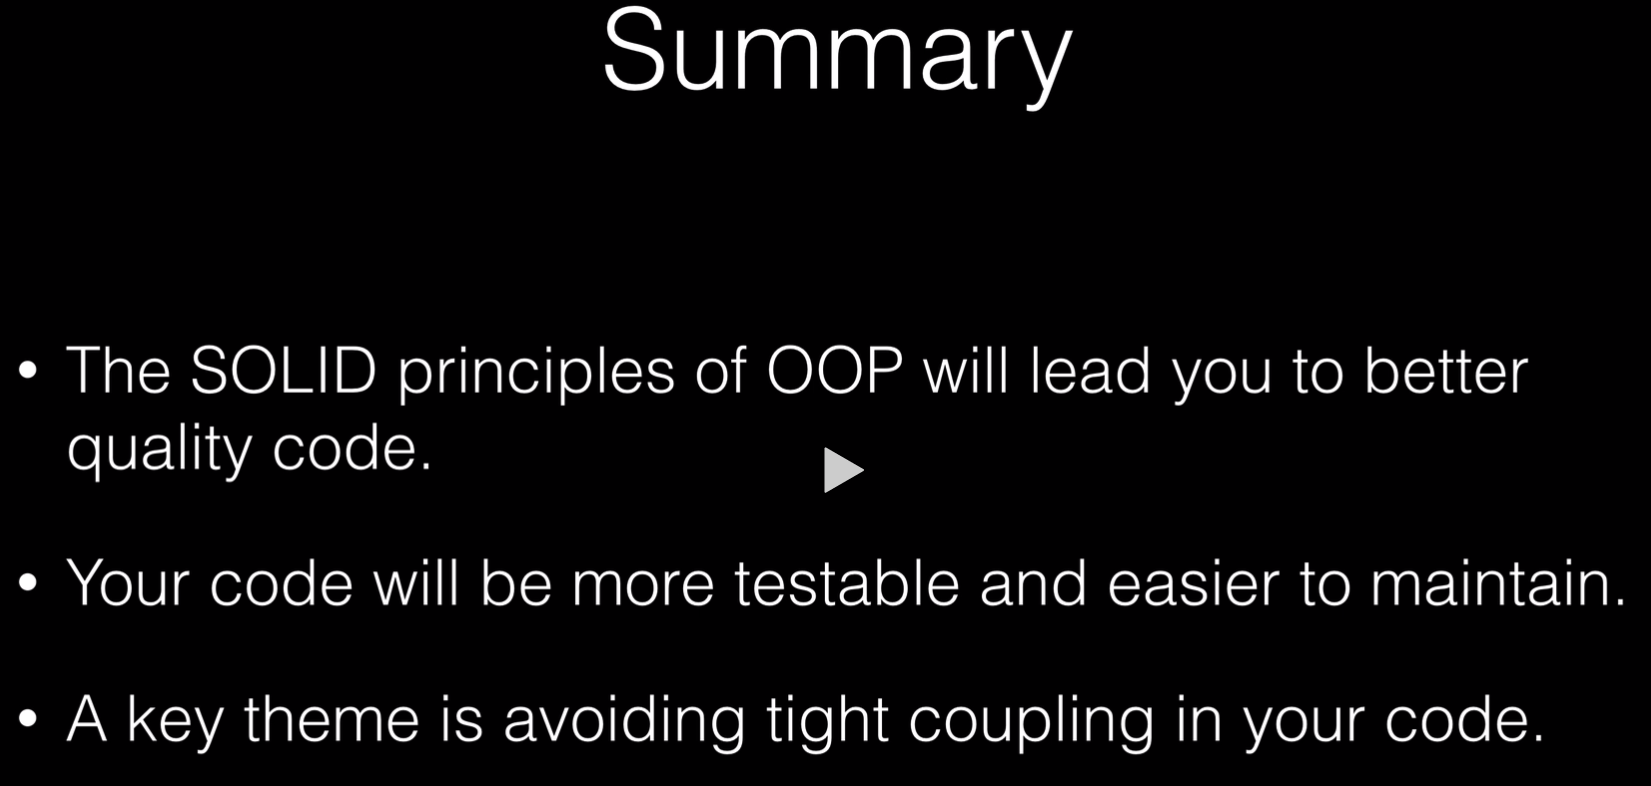 Summary
• The SOLID principles of OOP will lead you to better
quality code.
• Your code will be more testable and easier to maintain.
• A key theme is avoiding tight coupling in your code.